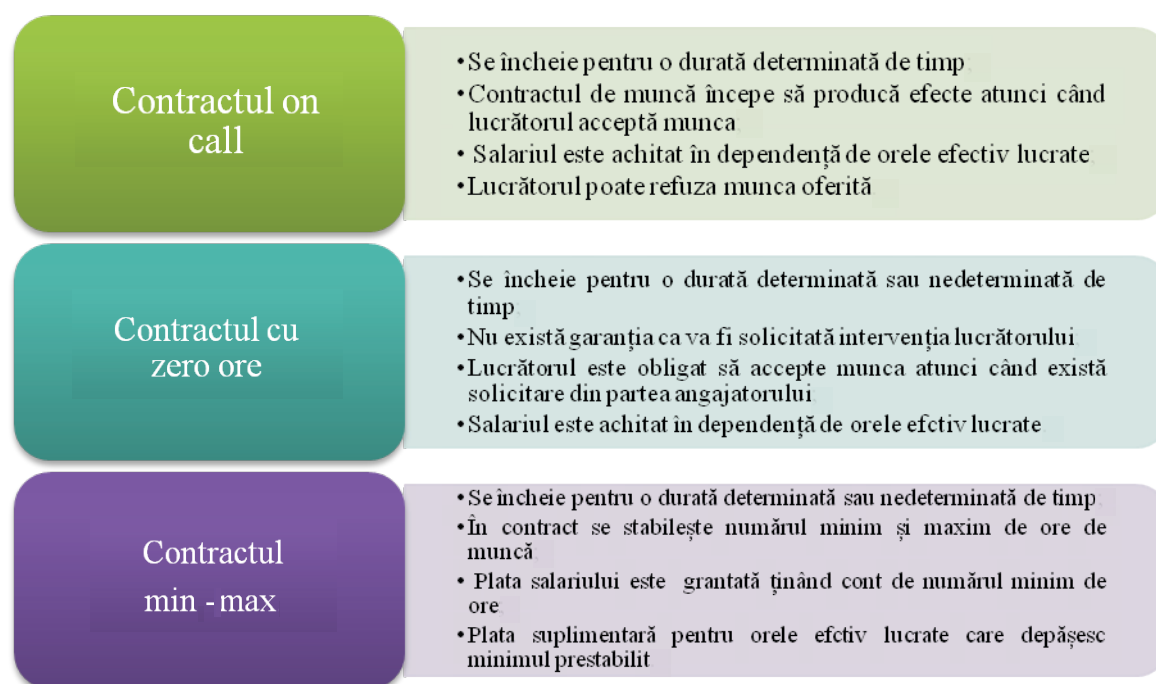 Contractul on
call
•Se încheie pentru o durată determinată de timp;
•Contractul de muncă începe să producă efecte atunci când
lucrătorul acceptă munca
• Salariul este achitat în dependență de orele efectiv lucrate
•Lucrătorul poate refuza munca oferită
Contractul cu
zero ore
•Se încheie pentru o durată determinată sau nedeterminată de
timp;
•Nu există garanția ca va fi solicitată intervenția lucrătorului
•Lucrătorul este obligat să accepte munca atunci când există
solicitare din partea angajatorului;
•Salariul este achitat în dependență de orele efctiv lucrate
Contractul
min - max
•Se încheie pentru o durată determinată sau nedeterminată de timp;
•În contract se stabilește numărul minim și maxim de ore de
muncă;
• Plata salariului este grantată ținând cont de numărul minim de
ore
•Plata suplimentară pentru orele efctiv lucrate care depășesc
minimul prestabilit